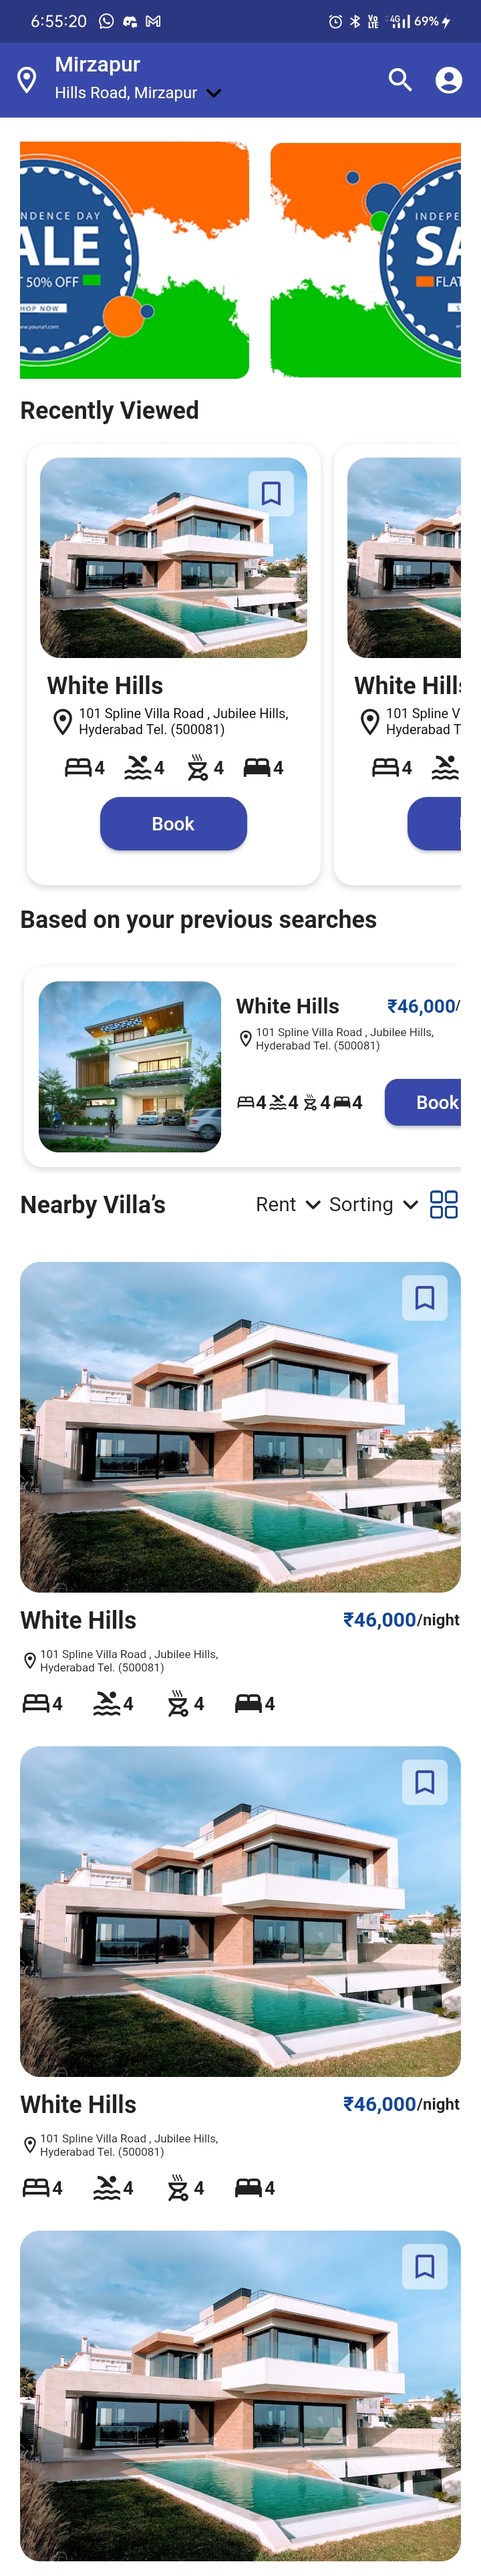 6:55:20
4G 69%
Mirzapur
Hills Road, Mirzapur
NDENCE DAY
ALE
T 50% OFF
HOP NOW
INDEPE
SA
FLAT
Recently Viewed
White Hills
101 Spline Villa Road , Jubilee Hills,
Hyderabad Tel. (500081)
4 4 4 4
Book
White Hills
101 Spline V
Hyderabad T
4
Based on your previous searches
White Hills ₹46,000/
101 Spline Villa Road , Jubilee Hills,
Hyderabad Tel. (500081)
4 4 4 4 Book
Nearby Villa's Rent Sorting
White Hills ₹46,000/night
101 Spline Villa Road , Jubilee Hills,
Hyderabad Tel. (500081)
4 4 4 4
White Hills ₹46,000/night
101 Spline Villa Road , Jubilee Hills,
Hyderabad Tel. (500081)
4 4 4 4